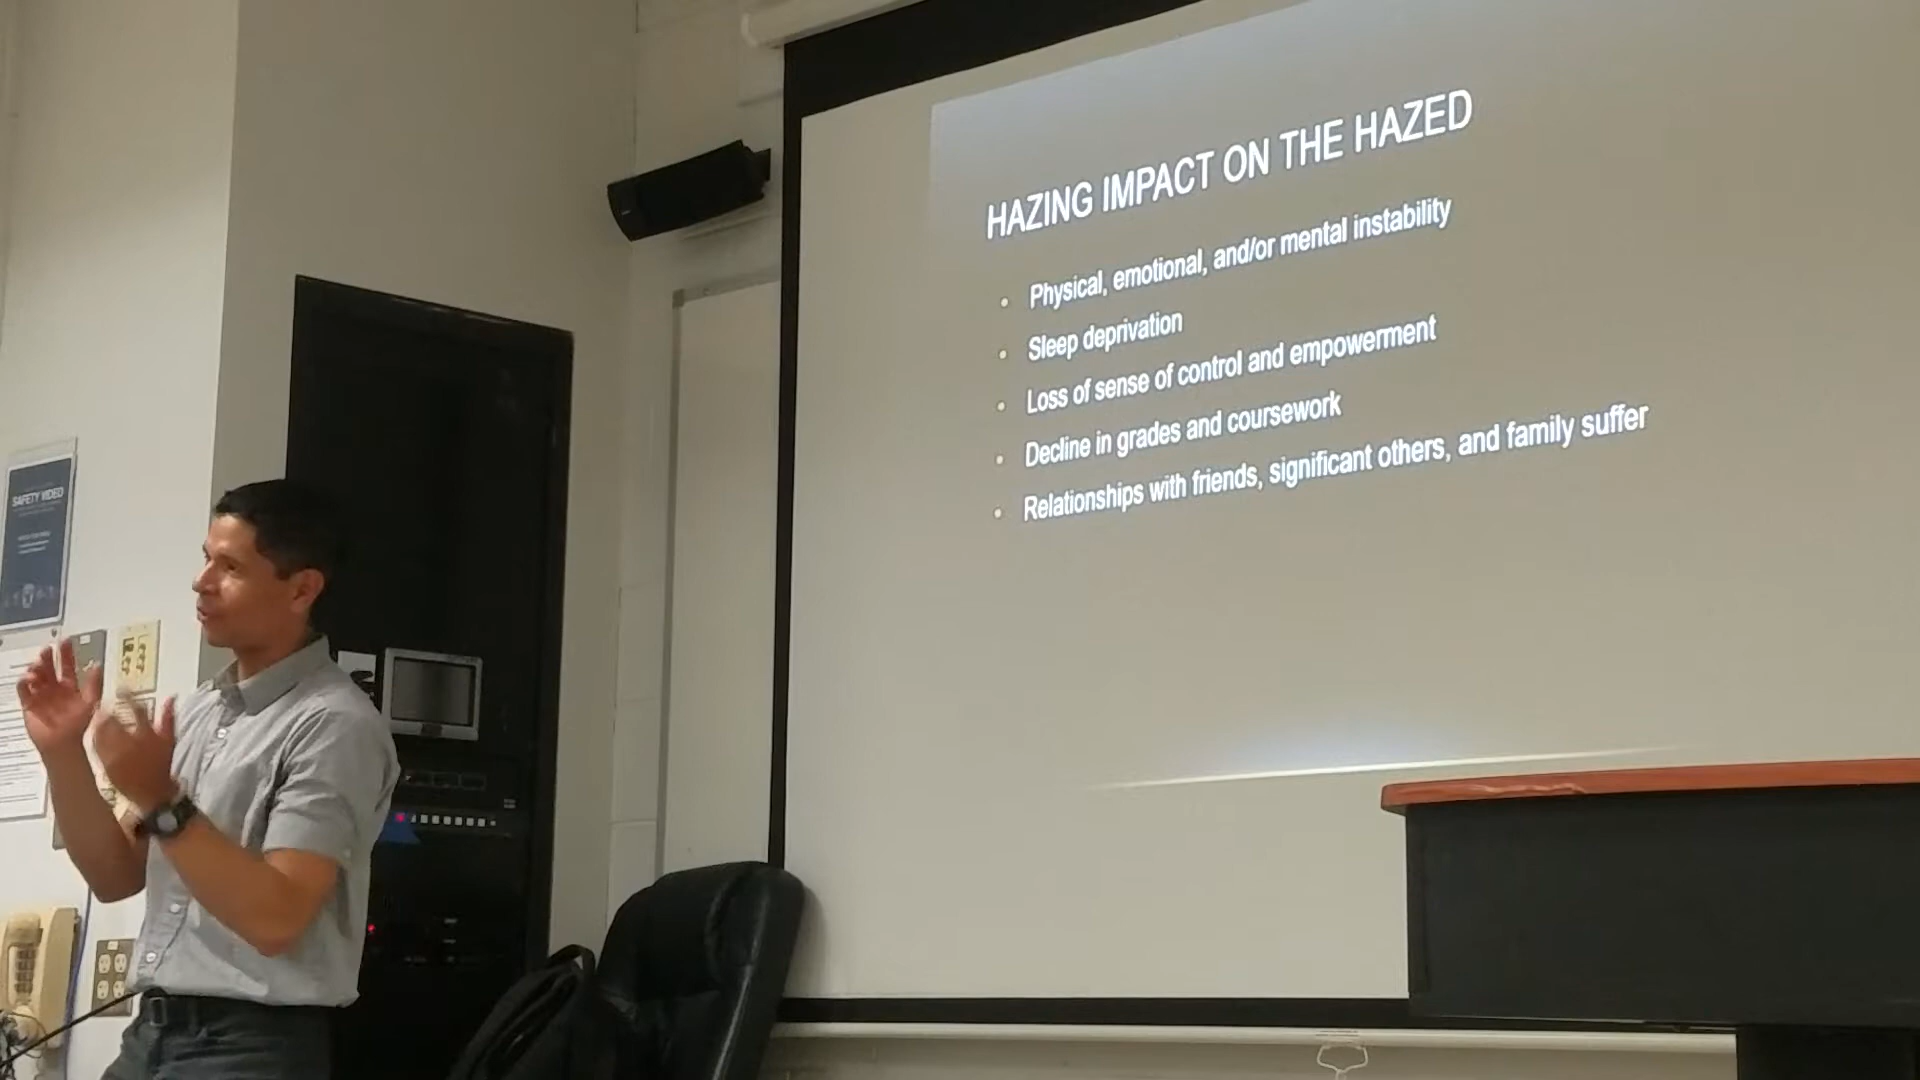 HAZING IMPACT ON THE HAZED
• Physical, emotional, and/or mental instability
• Sleep deprivation
• Loss of sense of control and empowerment
• Decline in grades and coursework
• Relationships with friends, significant others, and family suffer
SAFETY VIDEO